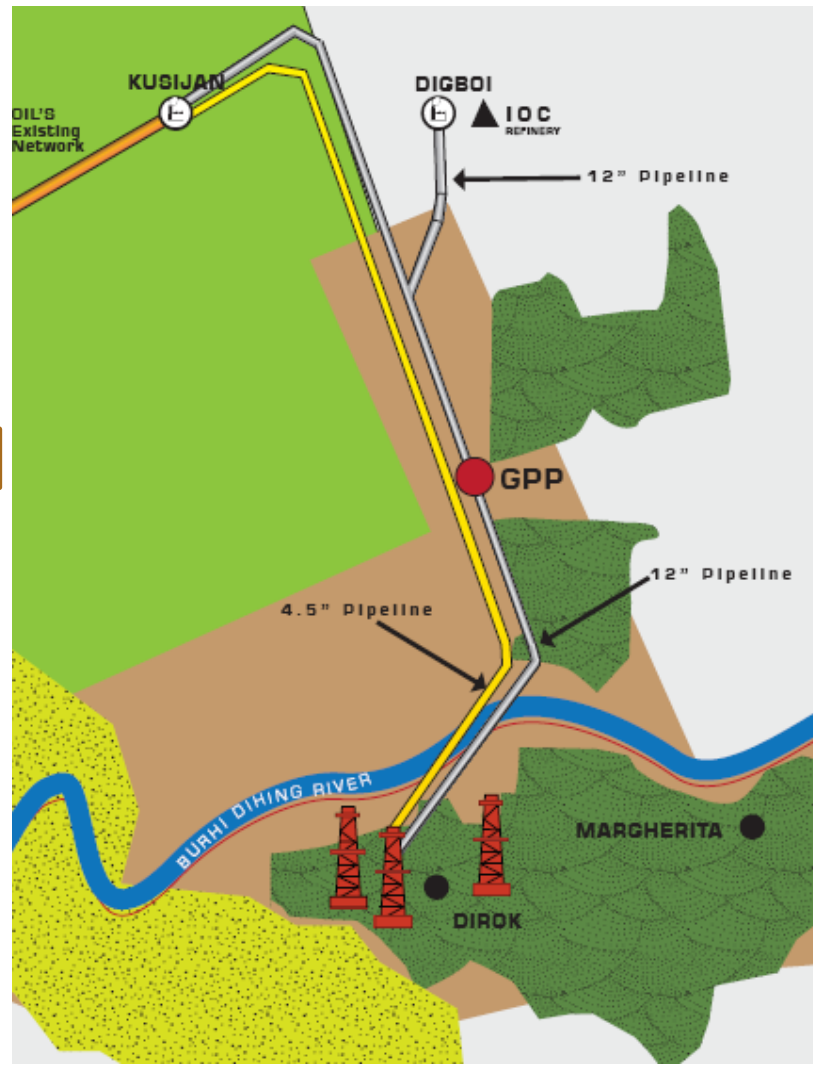 KUSIJAN
DIGBOI
OIL'S
Existing
Network
IOC
REFINERY
12" Pipeline
GPP
12" Pipeline
4.5" Pipeline
BURHI DIHING RIVER
MARGHERITA
DIROK